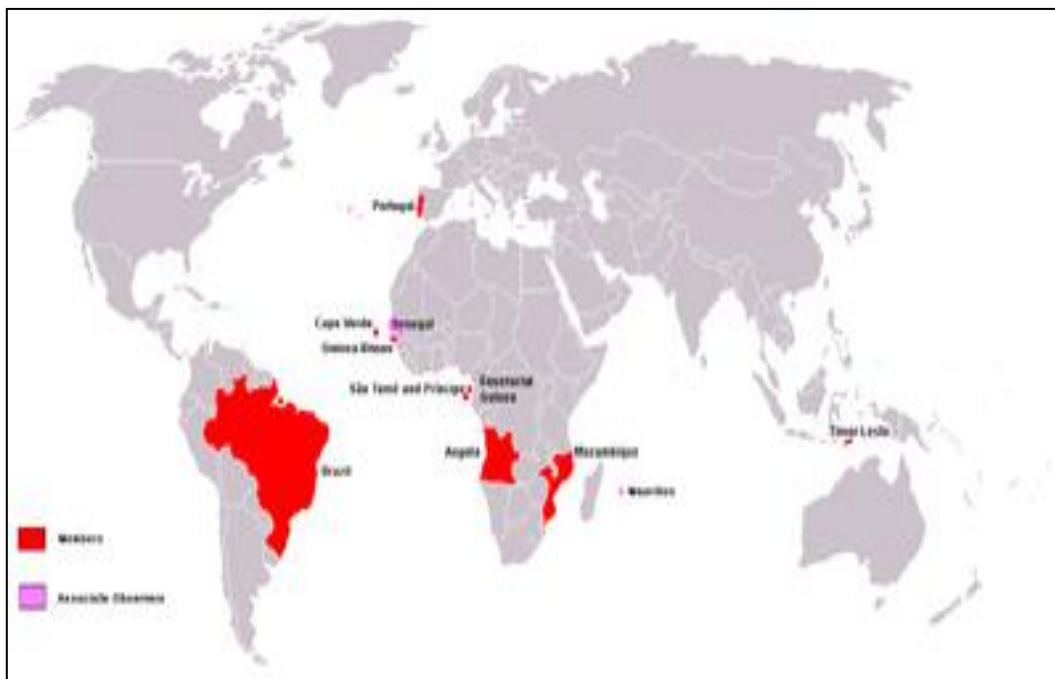 Portugal
Cape Verde
Senegal
Guinea Bissau
São Tomé and Príncipe
Equatorial
Guinea
Angola
Mozambique
Timor Leste
Brazil
Mauritius
Members
Associate Observers